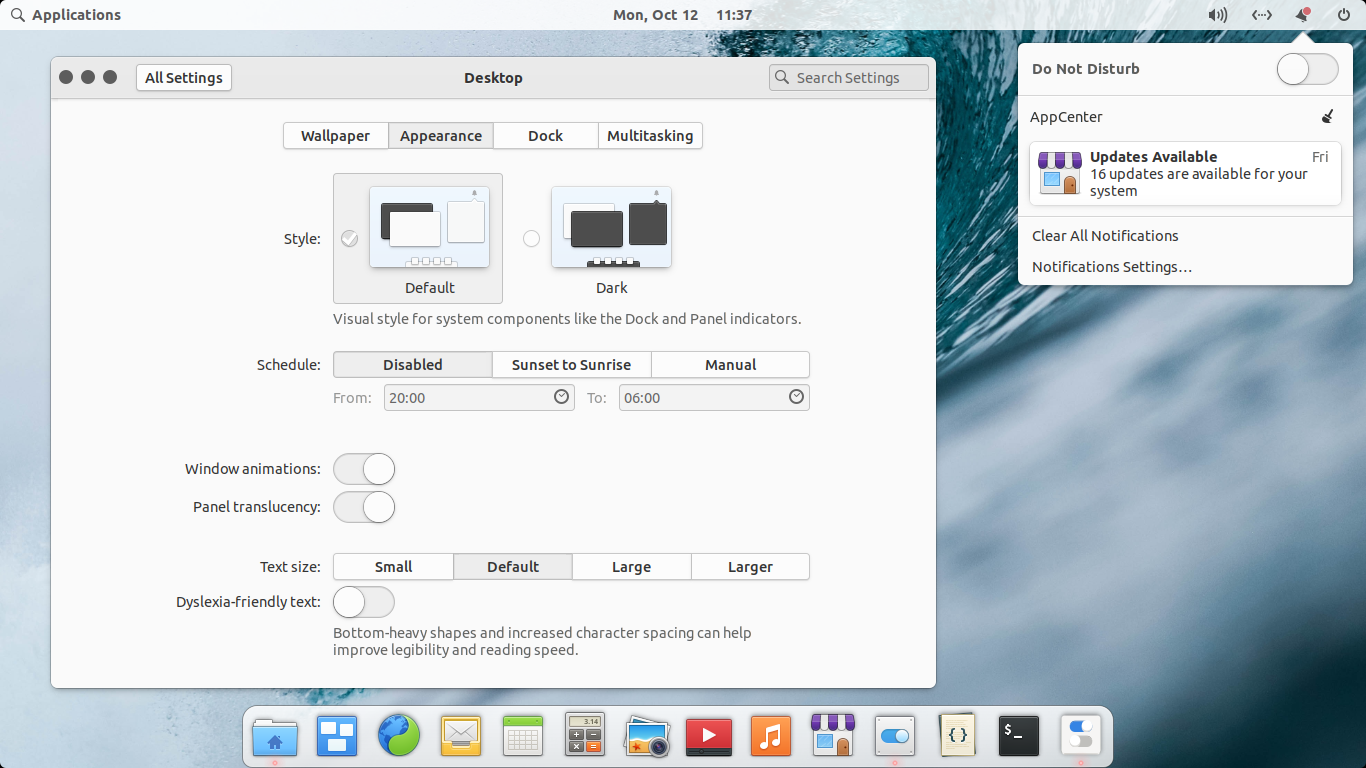 Applications
Mon, Oct 12 11:37
All Settings
Desktop
Search Settings
Wallpaper
Appearance
Dock
Multitasking
Style:
Default
Dark
Visual style for system components like the Dock and Panel indicators.
Schedule:
Disabled
Sunset to Sunrise
Manual
From:
20:00
To:
06:00
Window animations:
Panel translucency:
Text size:
Small
Default
Large
Larger
Dyslexia-friendly text:
Bottom-heavy shapes and increased character spacing can help
improve legibility and reading speed.
Do Not Disturb
AppCenter
Updates Available
Fri
16 updates are available for your
system
Clear All Notifications
Notifications Settings…
3.14
{}
$_